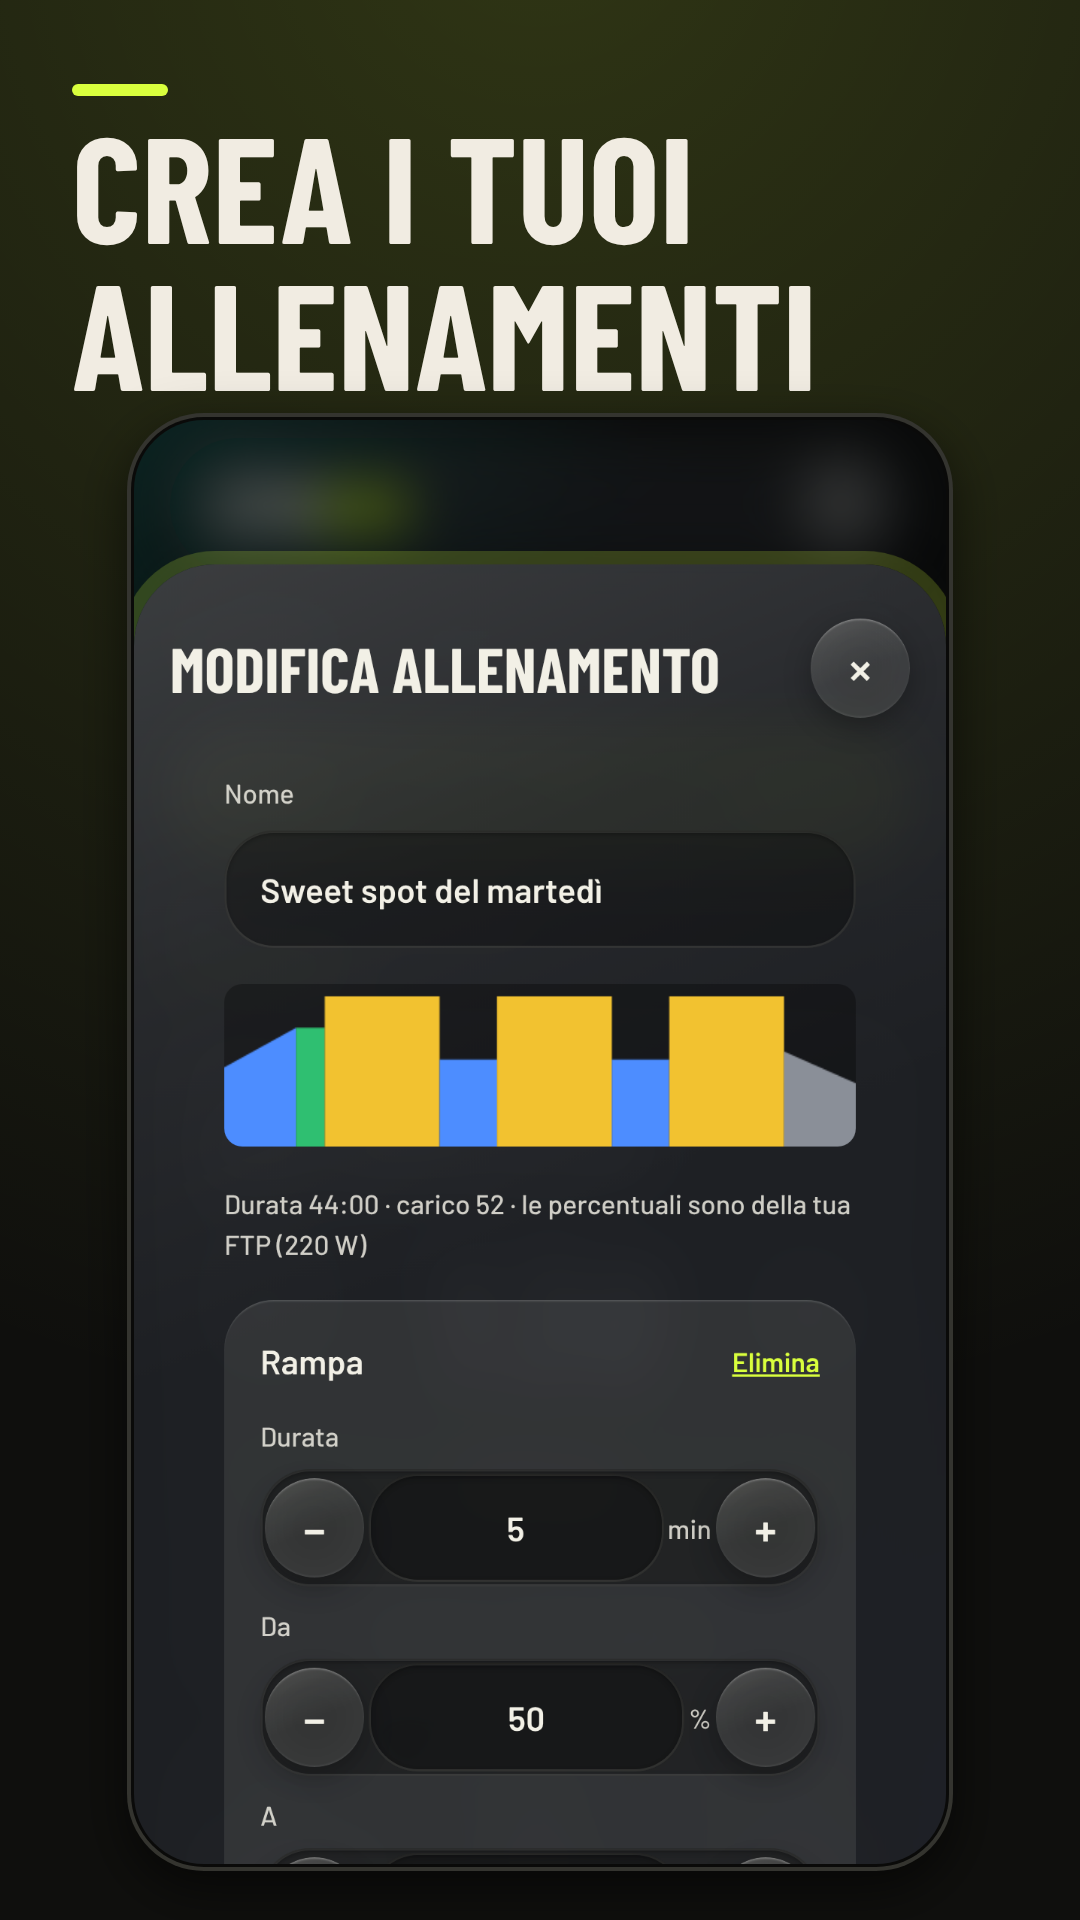 CREA I TUOI
ALLENAMENTI
MODIFICA ALLENAMENTO
×
Nome
Sweet spot del martedì
Durata 44:00 · carico 52 · le percentuali sono della tua
FTP (220 W)
Rampa
Elimina
Durata
– 5 min +
Da
– 50 % +
A